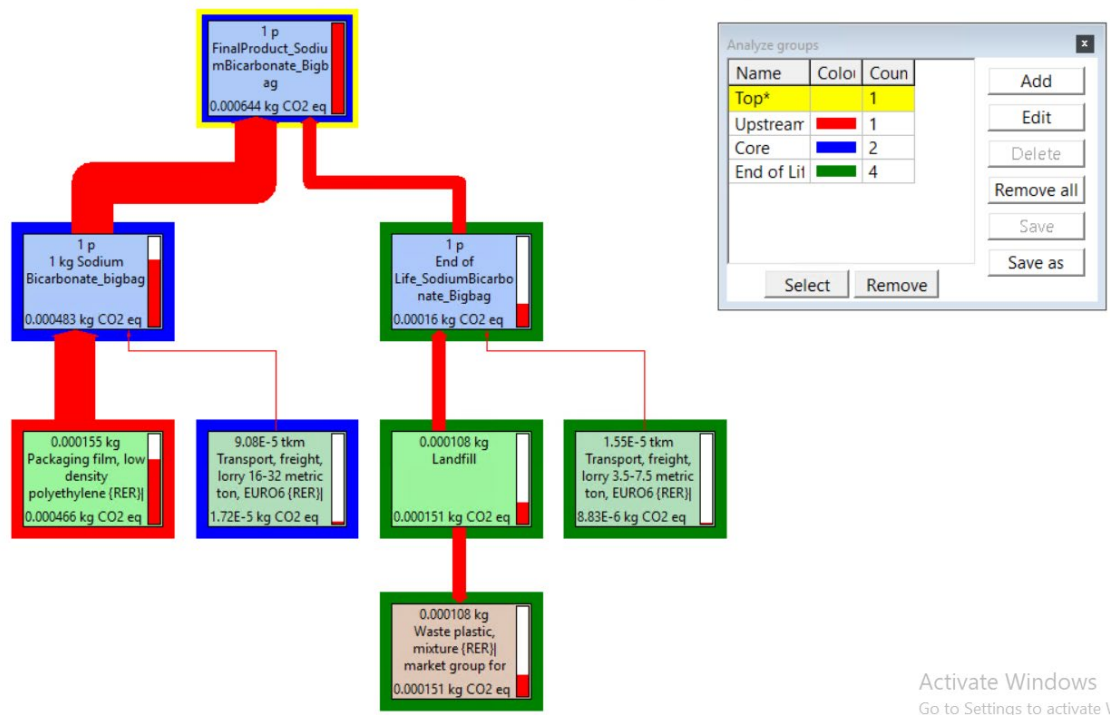 1 p
FinalProduct_Sodiu
mBicarbonate_Bigb
ag
0.000644 kg CO2 eq
Analyze groups
x
Name Coloı Coun
Top* 1
Upstream 1
Core 2
End of Lif 4
Add
Edit
Delete
Remove all
Save
Save as
Select Remove
1 p
1 kg Sodium
Bicarbonate_bigbag
0.000483 kg CO2 eq
1 p
End of
Life_SodiumBicarbo
nate_Bigbag
0.00016 kg CO2 eq
0.000155 kg
Packaging film, low
density
polyethylene {RER}|
0.000466 kg CO2 eq
9.08E-5 tkm
Transport, freight,
lorry 16-32 metric
ton, EURO6 {RER}|
1.72E-5 kg CO2 eq
0.000108 kg
Landfill
0.000151 kg CO2 eq
1.55E-5 tkm
Transport, freight,
lorry 3.5-7.5 metric
ton, EURO6 {RER}|
8.83E-6 kg CO2 eq
0.000108 kg
Waste plastic,
mixture {RER}|
market group for
0.000151 kg CO2 eq
Activate Windows
Go to Settings to activate W